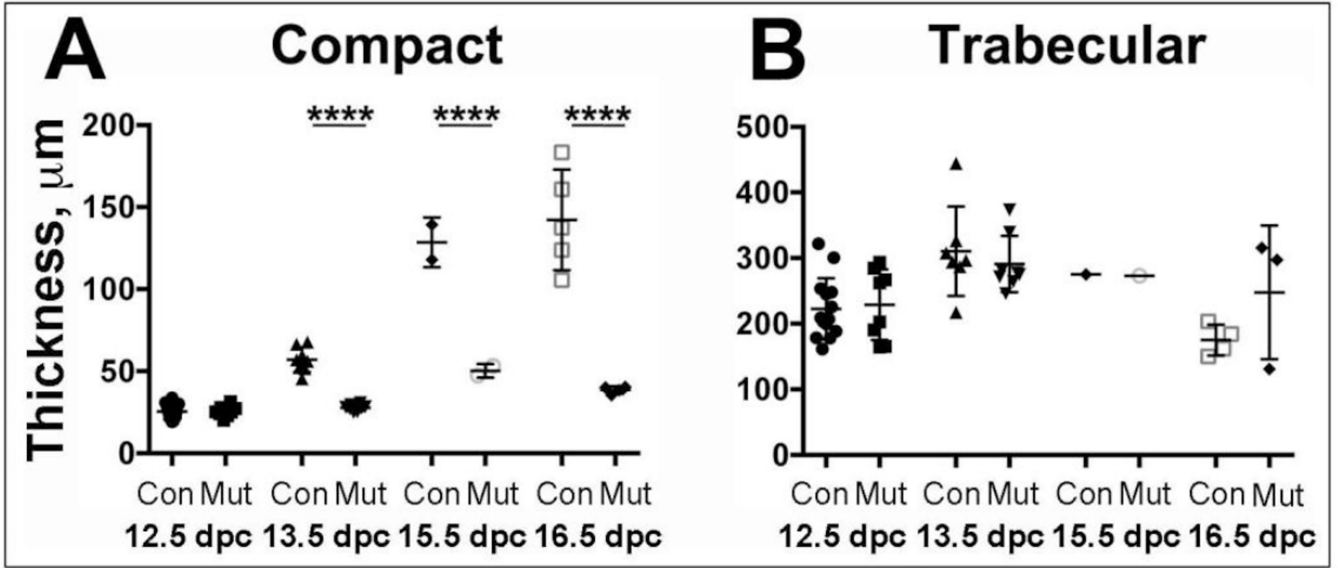 A Compact
Thickness, µm
200
150
100
50
0
**** **** ****
Con Mut Con Mut Con Mut Con Mut
12.5 dpc 13.5 dpc 15.5 dpc 16.5 dpc
B Trabecular
500
400
300
200
100
0
Con Mut Con Mut Con Mut Con Mut
12.5 dpc 13.5 dpc 15.5 dpc 16.5 dpc